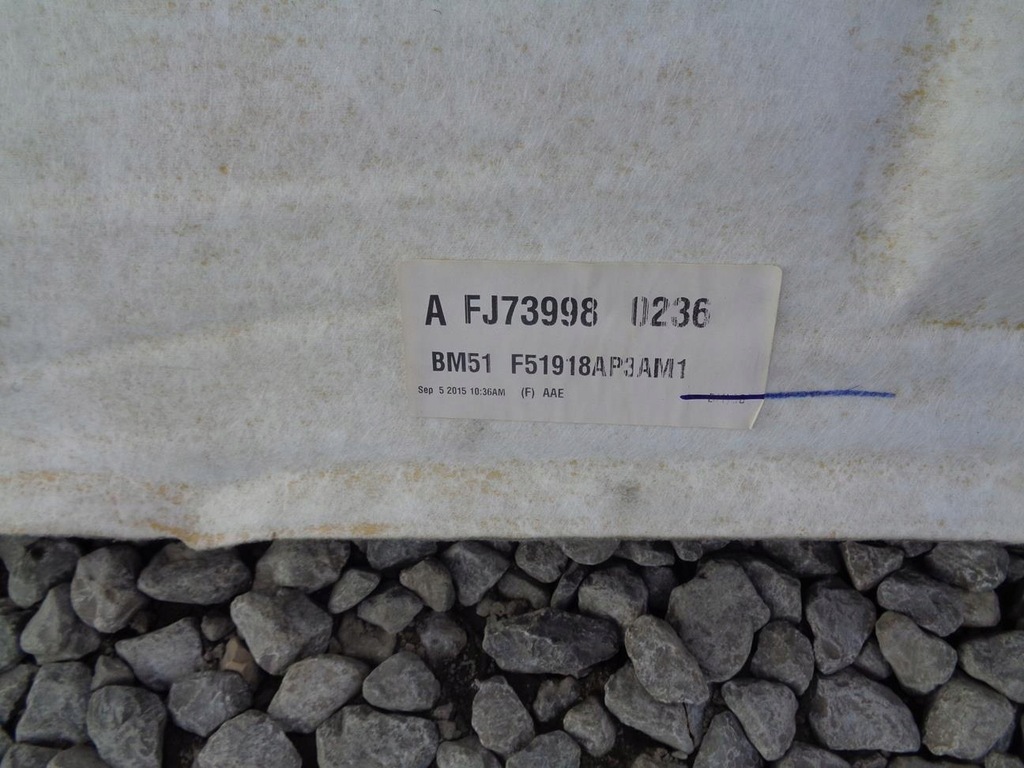 A FJ73998 0236
BM51 F51918AP3AM1
Sep 5 2015 10:36AM (F) AAE